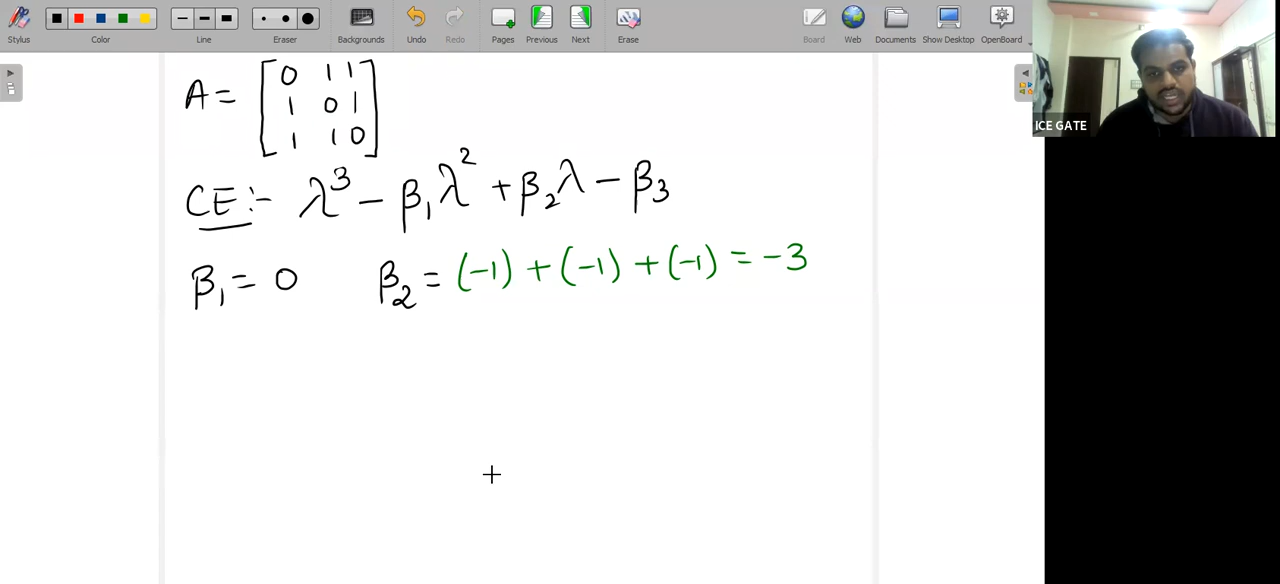 Stylus Color Line Eraser Backgrounds Undo Redo Pages Previous Next Erase Board Web Documents Show Desktop OpenBoard
ICE GATE
A = [0 1 1
1 0 1
1 1 0]
CE:- λ³ - β₁λ² + β₂λ - β₃
β₁ = 0 β₂ = (-1) + (-1) + (-1) = -3